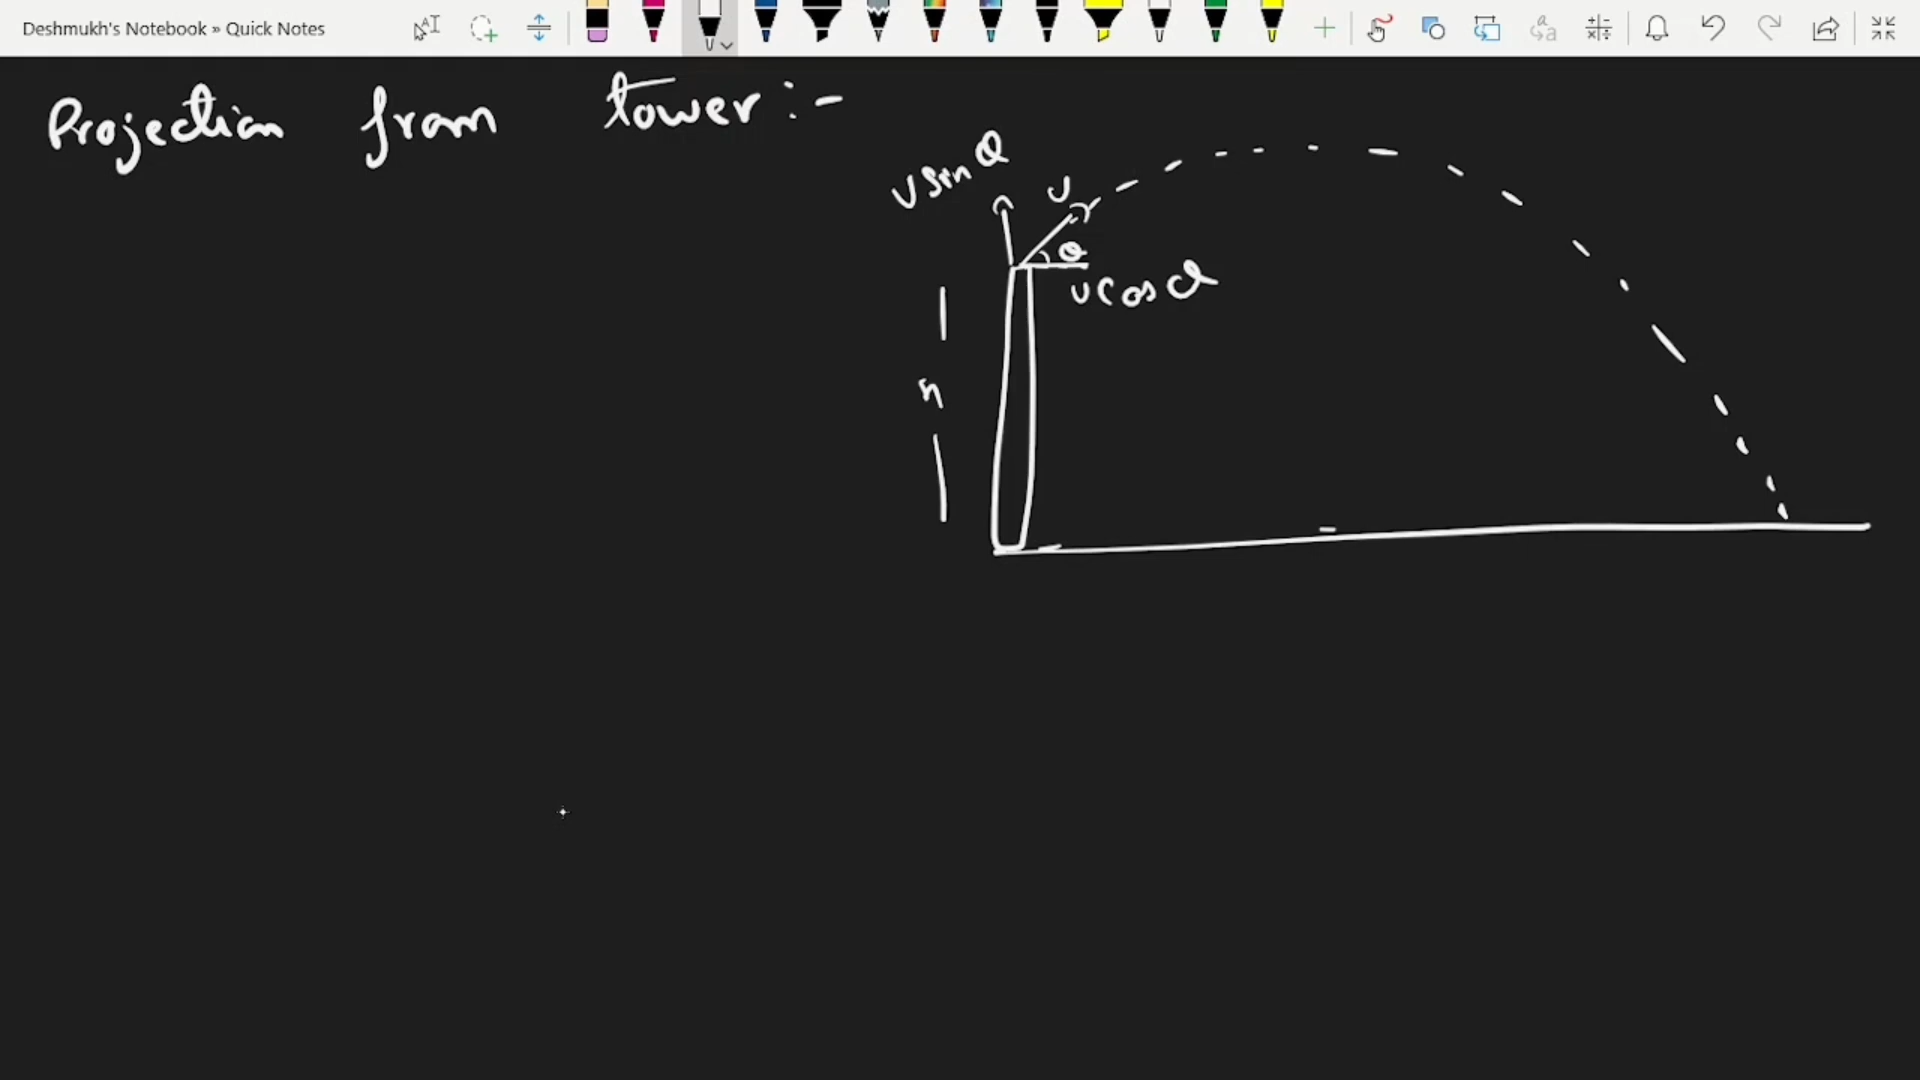 Deshmukh's Notebook » Quick Notes
Projection from tower :-
u sin θ
u
θ
u cos θ
h